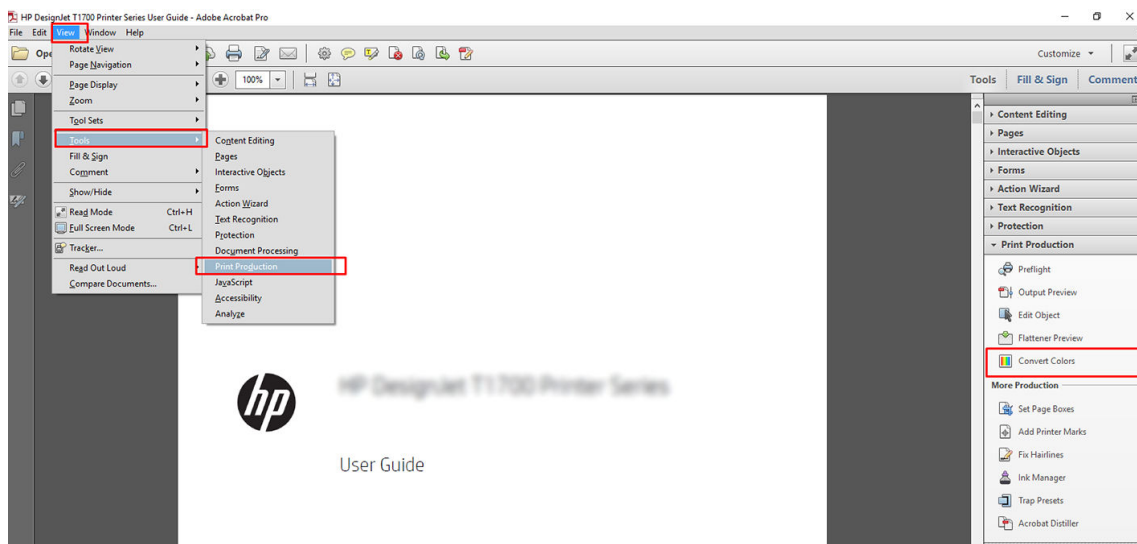 HP DesignJet T1700 Printer Series User Guide - Adobe Acrobat Pro
File Edit View Window Help
Customize
100%
Tools Fill & Sign Comment
Rotate View
Page Navigation
Page Display
Zoom
Tool Sets
Tools
Fill & Sign
Comment
Show/Hide
Read Mode Ctrl+H
Full Screen Mode Ctrl+L
Tracker...
Read Out Loud
Compare Documents...
Content Editing
Pages
Interactive Objects
Forms
Action Wizard
Text Recognition
Protection
Document Processing
Print Production
JavaScript
Accessibility
Analyze
hp
HP DesignJet T1700 Printer Series
User Guide
Content Editing
Pages
Interactive Objects
Forms
Action Wizard
Text Recognition
Protection
Print Production
Preflight
Output Preview
Edit Object
Flattener Preview
Convert Colors
More Production
Set Page Boxes
Add Printer Marks
Fix Hairlines
Ink Manager
Trap Presets
Acrobat Distiller